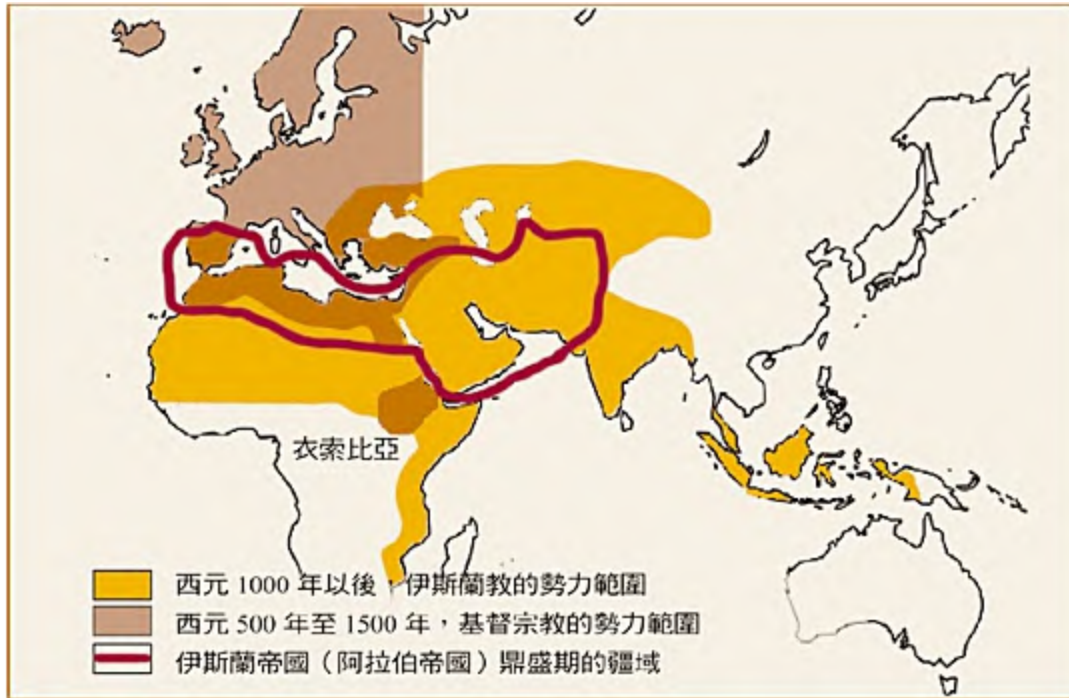 衣索比亞
西元 1000 年以後，伊斯蘭教的勢力範圍
西元 500 年至 1500 年，基督宗教的勢力範圍
伊斯蘭帝國（阿拉伯帝國）鼎盛期的疆域